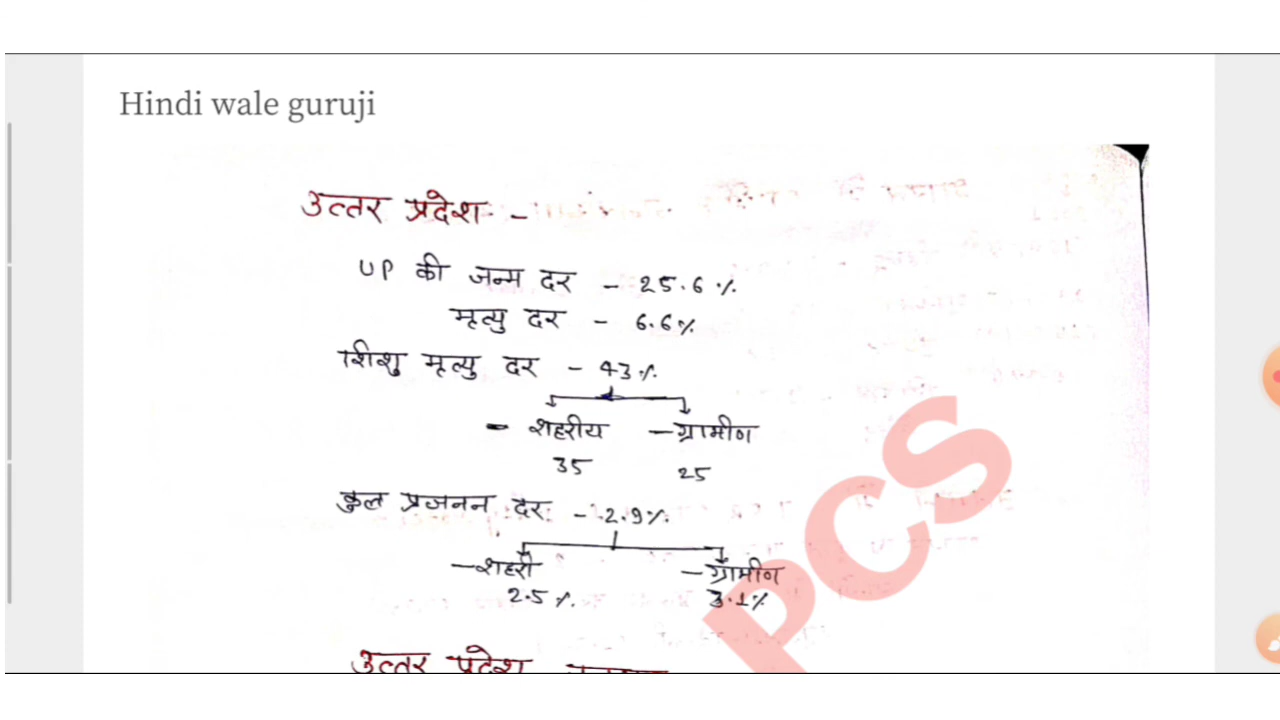 Hindi wale guruji
उत्तर प्रदेश -
UP की जन्म दर - 25.6%
मृत्यु दर - 6.6%
शिशु मृत्यु दर - 43%
- शहरीय - ग्रामीण
35 25
कुल प्रजनन दर - 2.9%
- शहरी - ग्रामीण
2.5% 3.1%
PCS
उत्तर प्रदेश